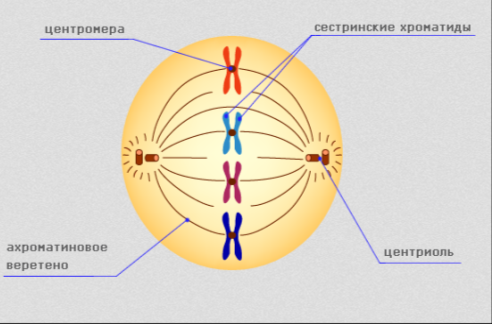 центромера
сестринские хроматиды
ахроматиновое
веретено
центриоль